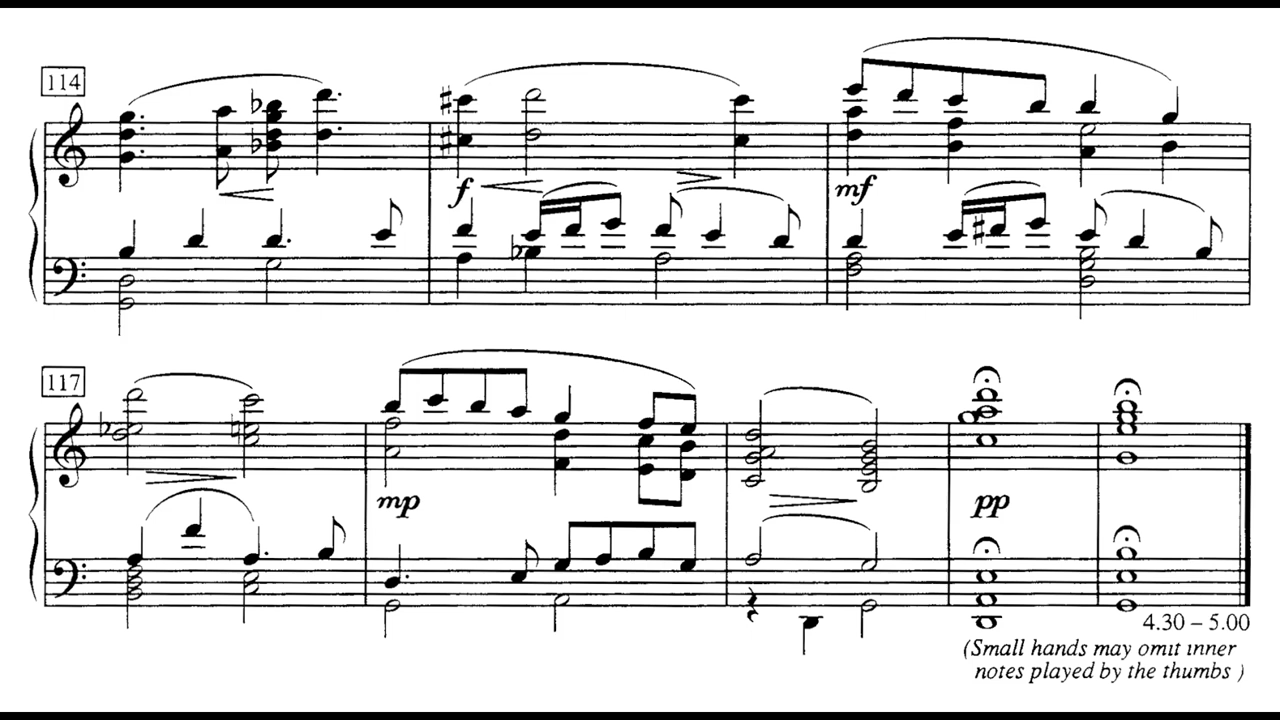 114
f
mf
117
mp
pp
4.30 – 5.00
(Small hands may omit inner
notes played by the thumbs )